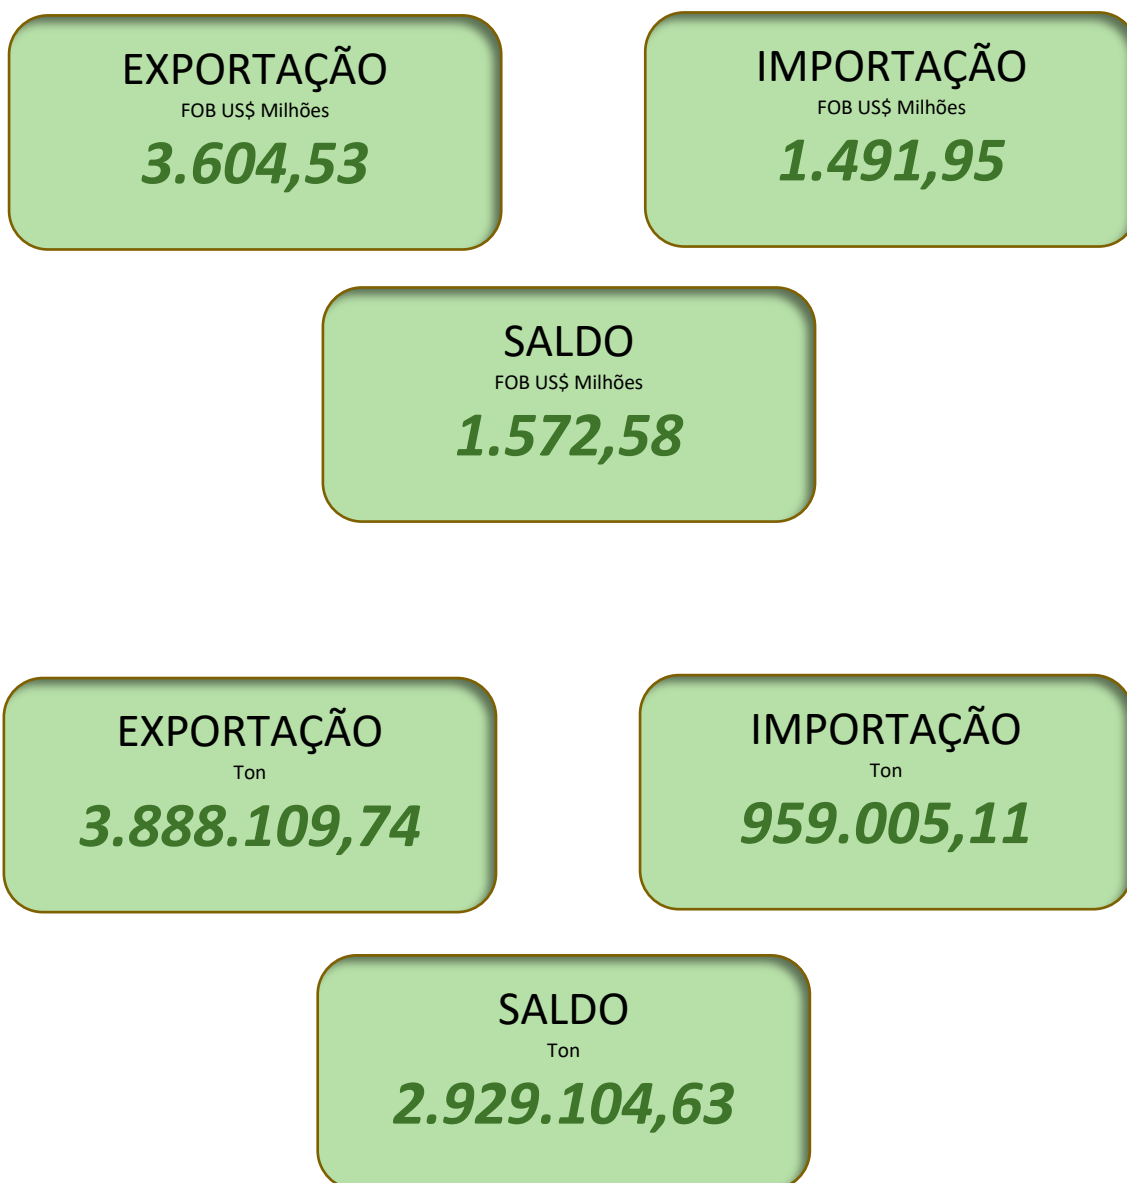 EXPORTAÇÃO
FOB US$ Milhões
3.604,53
IMPORTAÇÃO
FOB US$ Milhões
1.491,95
SALDO
FOB US$ Milhões
1.572,58
EXPORTAÇÃO
Ton
3.888.109,74
IMPORTAÇÃO
Ton
959.005,11
SALDO
Ton
2.929.104,63